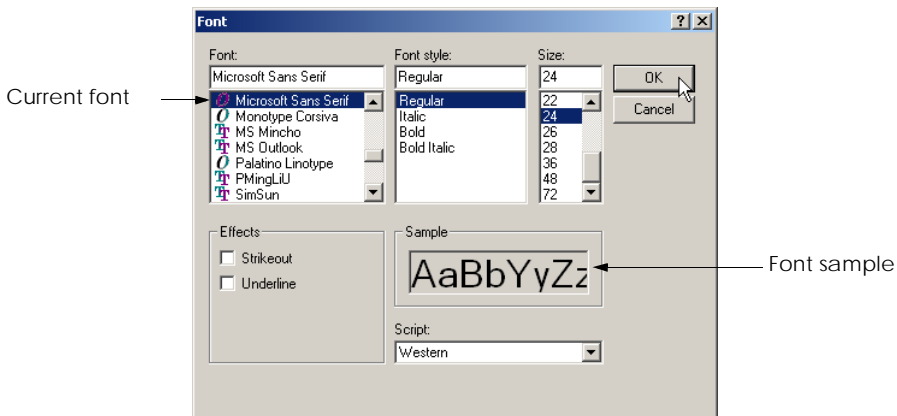 Font
Font:
Font style:
Size:
Microsoft Sans Serif
Regular
24
OK
Cancel
Current font
Microsoft Sans Serif
Monotype Corsiva
MS Mincho
MS Outlook
Palatino Linotype
PMingLiU
SimSun
Regular
Italic
Bold
Bold Italic
22
24
26
28
36
48
72
Effects
Strikeout
Underline
Sample
AaBbYyZz
Font sample
Script:
Western